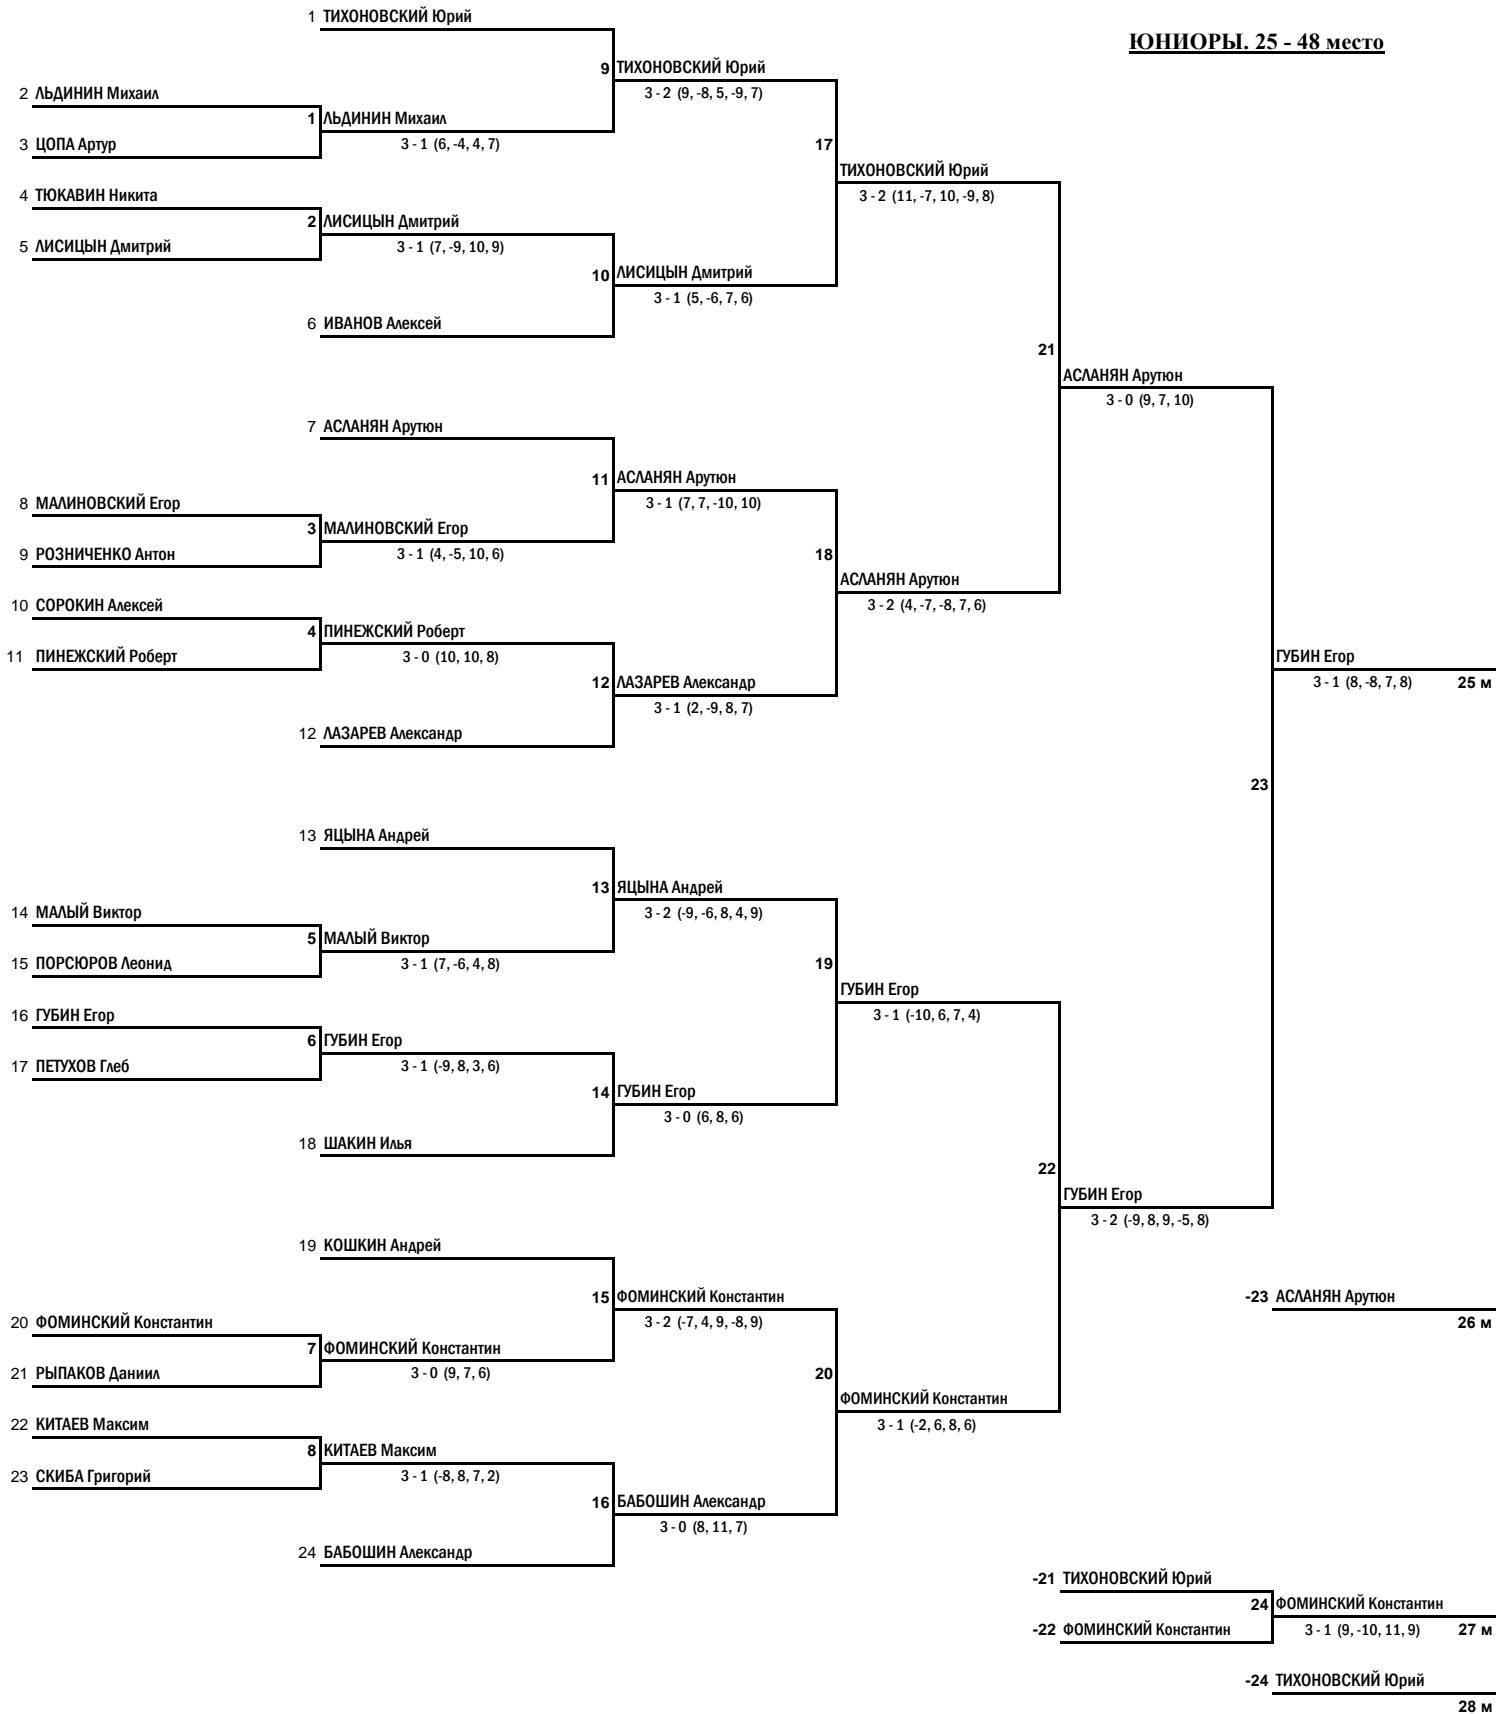 1 ТИХОНОВСКИЙ Юрий
ЮНИОРЫ. 25 - 48 место
9 ТИХОНОВСКИЙ Юрий
3 - 2 (9, -8, 5, -9, 7)
2 ЛЬДИНИН Михаил
1 ЛЬДИНИН Михаил
3 - 1 (6, -4, 4, 7)
3 ЦОПА Артур
17
ТИХОНОВСКИЙ Юрий
3 - 2 (11, -7, 10, -9, 8)
4 ТЮКАВИН Никита
2 ЛИСИЦЫН Дмитрий
3 - 1 (7, -9, 10, 9)
5 ЛИСИЦЫН Дмитрий
10 ЛИСИЦЫН Дмитрий
3 - 1 (5, -6, 7, 6)
6 ИВАНОВ Алексей
21
АСЛАНЯН Арутюн
3 - 0 (9, 7, 10)
7 АСЛАНЯН Арутюн
11 АСЛАНЯН Арутюн
3 - 1 (7, 7, -10, 10)
8 МАЛИНОВСКИЙ Егор
3 МАЛИНОВСКИЙ Егор
3 - 1 (4, -5, 10, 6)
9 РОЗНИЧЕНКО Антон
18
АСЛАНЯН Арутюн
3 - 2 (4, -7, -8, 7, 6)
10 СОРОКИН Алексей
4 ПИНЕЖСКИЙ Роберт
3 - 0 (10, 10, 8)
11 ПИНЕЖСКИЙ Роберт
ГУБИН Егор
3 - 1 (8, -8, 7, 8) 25 м
12 ЛАЗАРЕВ Александр
3 - 1 (2, -9, 8, 7)
12 ЛАЗАРЕВ Александр
23
13 ЯЦЫНА Андрей
13 ЯЦЫНА Андрей
3 - 2 (-9, -6, 8, 4, 9)
14 МАЛЫЙ Виктор
5 МАЛЫЙ Виктор
3 - 1 (7, -6, 4, 8)
15 ПОРСЮРОВ Леонид
19
ГУБИН Егор
3 - 1 (-10, 6, 7, 4)
16 ГУБИН Егор
6 ГУБИН Егор
3 - 1 (-9, 8, 3, 6)
17 ПЕТУХОВ Глеб
14 ГУБИН Егор
3 - 0 (6, 8, 6)
18 ШАКИН Илья
22
ГУБИН Егор
3 - 2 (-9, 8, 9, -5, 8)
19 КОШКИН Андрей
15 ФОМИНСКИЙ Константин
3 - 2 (-7, 4, 9, -8, 9)
-23 АСЛАНЯН Арутюн
26 м
20 ФОМИНСКИЙ Константин
7 ФОМИНСКИЙ Константин
3 - 0 (9, 7, 6)
21 РЫПАКОВ Даниил
20
ФОМИНСКИЙ Константин
3 - 1 (-2, 6, 8, 6)
22 КИТАЕВ Максим
8 КИТАЕВ Максим
3 - 1 (-8, 8, 7, 2)
23 СКИБА Григорий
16 БАБОШИН Александр
3 - 0 (8, 11, 7)
24 БАБОШИН Александр
-21 ТИХОНОВСКИЙ Юрий
24 ФОМИНСКИЙ Константин
3 - 1 (9, -10, 11, 9) 27 м
-22 ФОМИНСКИЙ Константин
-24 ТИХОНОВСКИЙ Юрий
28 м